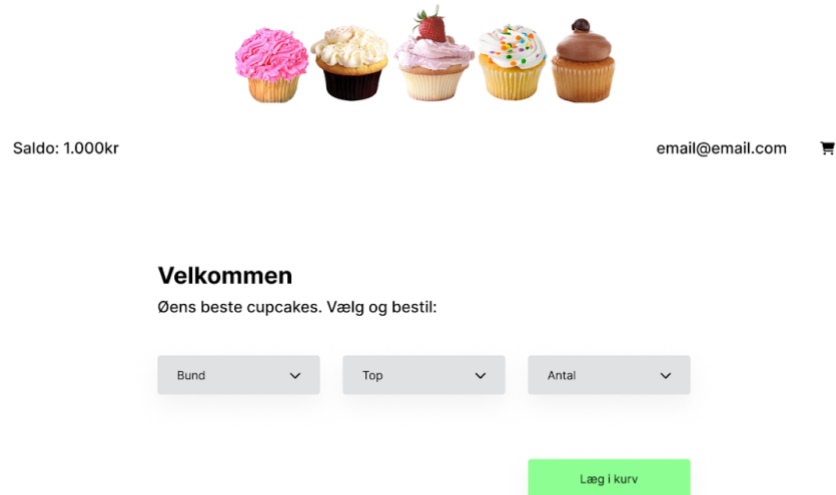 Saldo: 1.000kr email@email.com
Velkommen
Øens beste cupcakes. Vælg og bestil:
Bund Top Antal
Læg i kurv